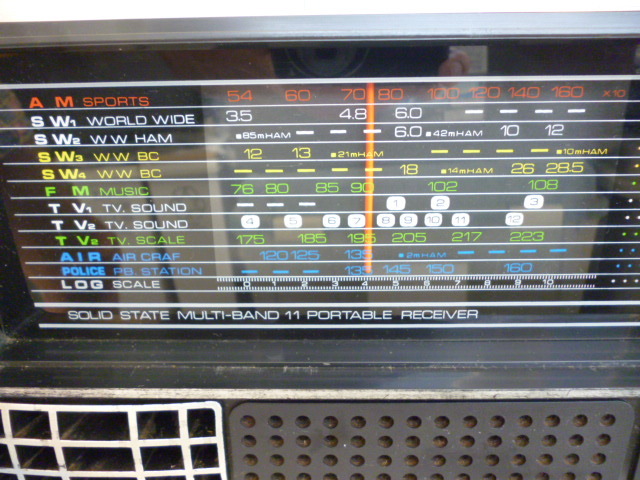 A M SPORTS 54 60 70 80 100 120 140 160 ×10
S W1 WORLD WIDE 3.5 4.8 6.0
S W2 W W HAM 85mHAM 6.0 42mHAM 10 12
S W3 W W BC 12 13 21mHAM 10mHAM
S W4 W W BC 18 14mHAM 26 28.5
F M MUSIC 76 80 85 90 102 108
T V1 TV. SOUND 1 2 3
T V2 TV. SOUND 4 5 6 7 8 9 10 11 12
T V2 TV. SCALE 175 185 195 205 217 223
AIR AIR CRAF 120 125 135 2mHAM
POLICE PB. STATION 135 145 150 160
LOG SCALE 0 1 2 3 4 5 6 7 8 9 10
SOLID STATE MULTI-BAND 11 PORTABLE RECEIVER